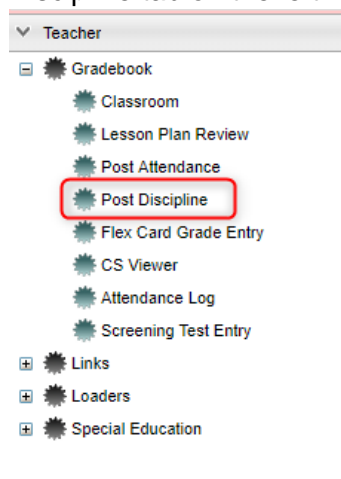 Teacher
Gradebook
Classroom
Lesson Plan Review
Post Attendance
Post Discipline
Flex Card Grade Entry
CS Viewer
Attendance Log
Screening Test Entry
Links
Loaders
Special Education